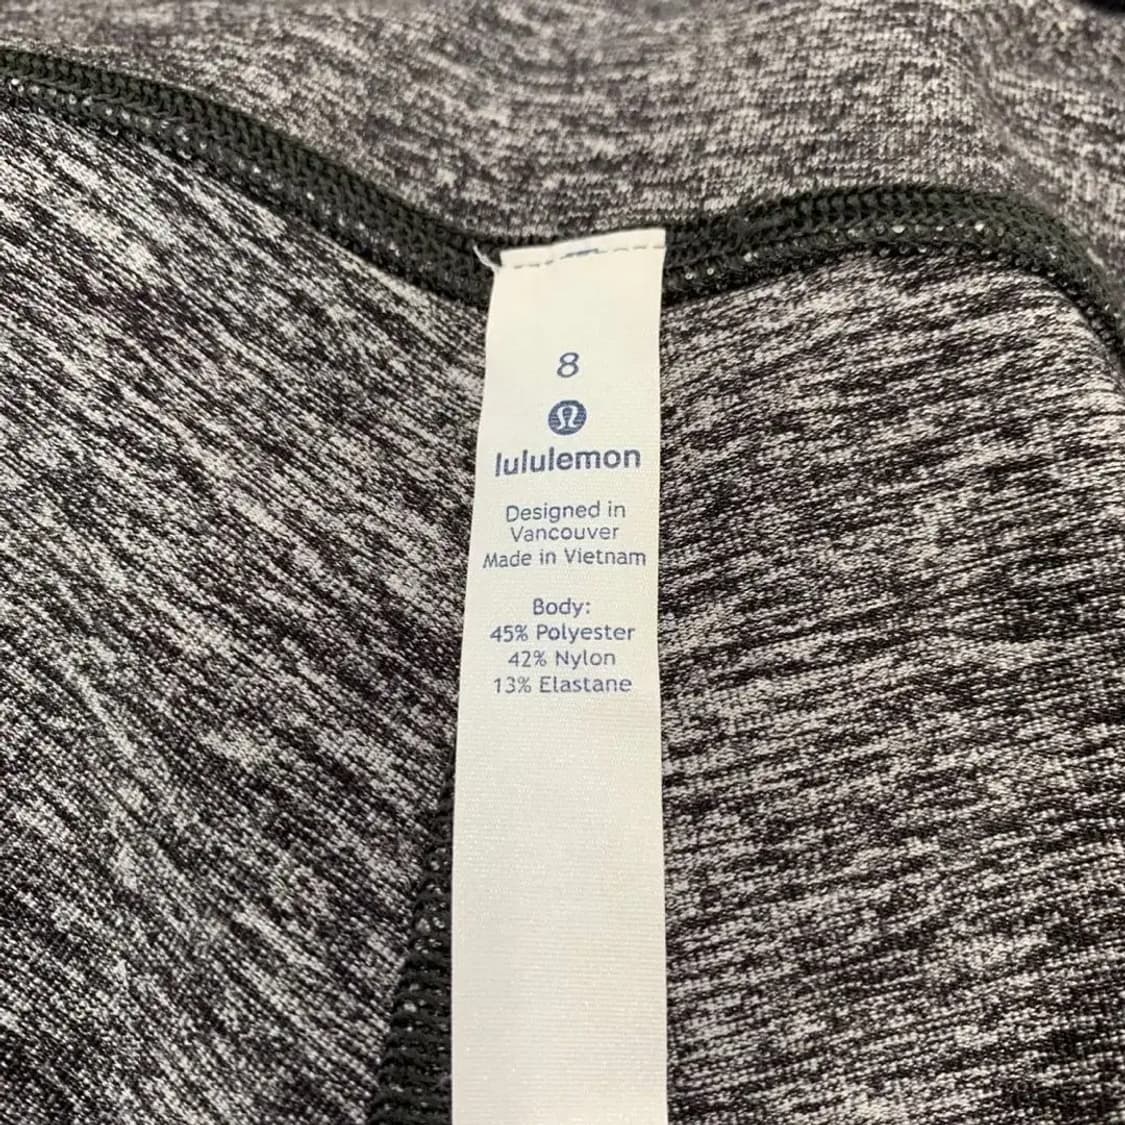 8
lululemon
Designed in
Vancouver
Made in Vietnam
Body:
45% Polyester
42% Nylon
13% Elastane